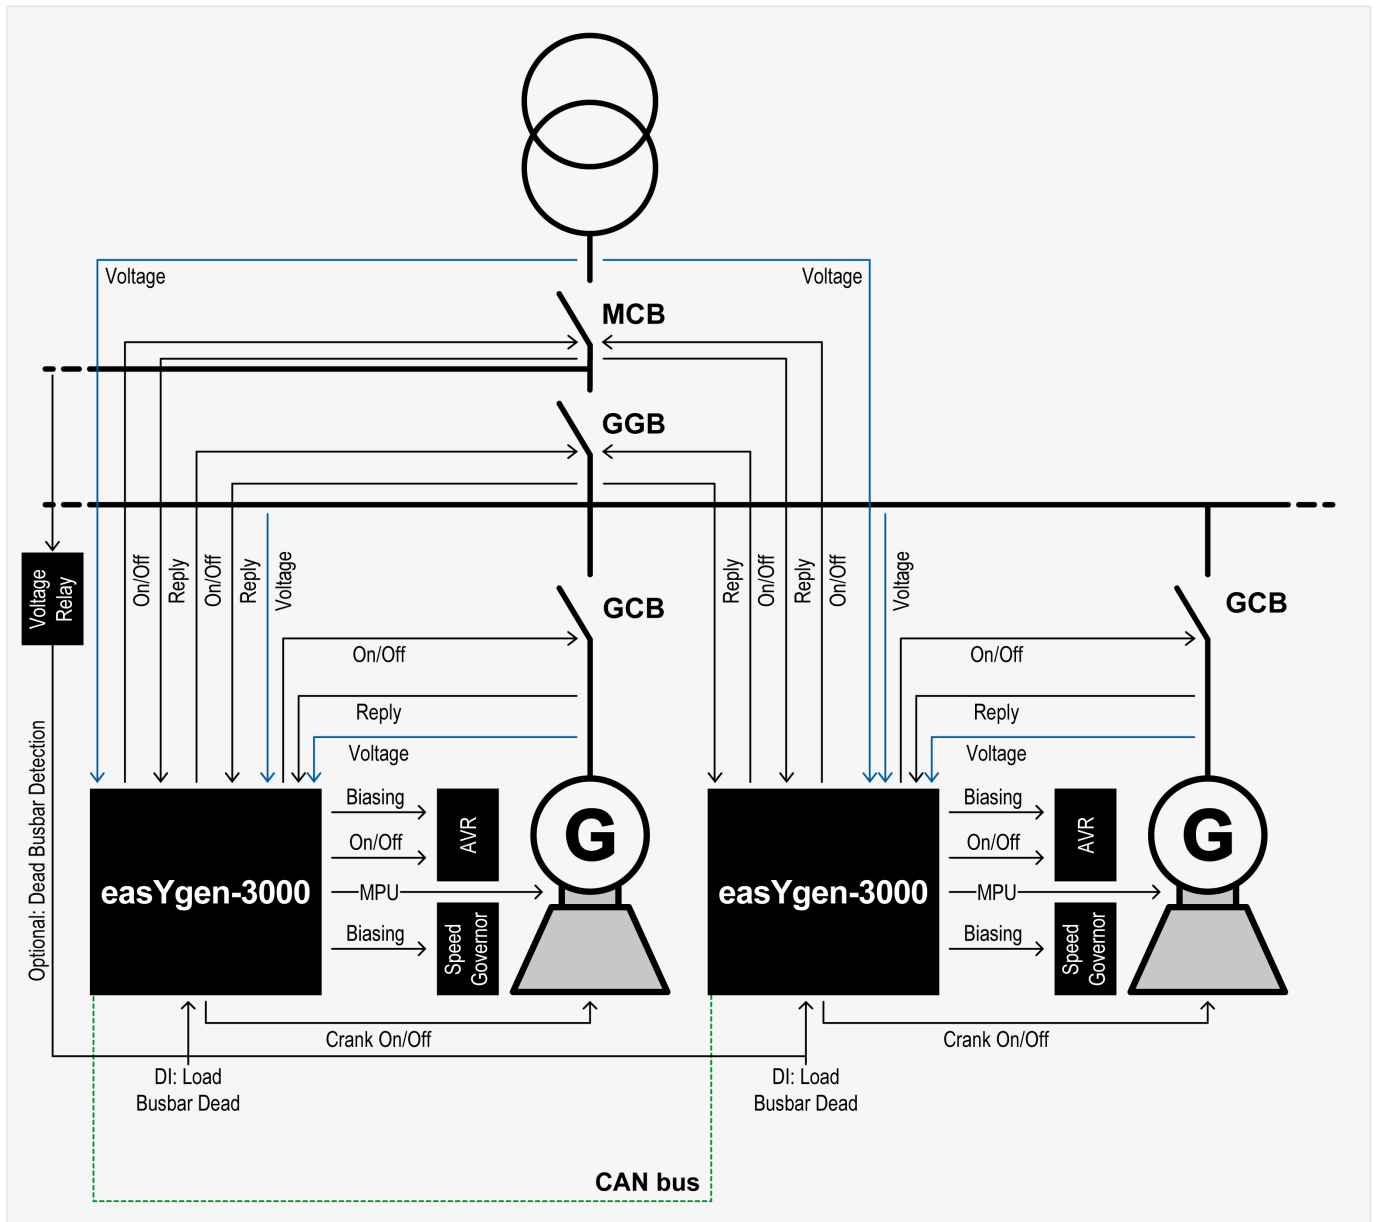 Voltage
Voltage
MCB
GGB
On/Off
Reply
On/Off
Reply
Voltage
Reply
On/Off
Reply
On/Off
Voltage
Voltage
Relay
GCB
GCB
On/Off
On/Off
Reply
Reply
Voltage
Voltage
Optional: Dead Busbar Detection
easYgen-3000
Biasing
On/Off
MPU
Biasing
AVR
Speed
Governor
G
easYgen-3000
Biasing
On/Off
MPU
Biasing
AVR
Speed
Governor
G
Crank On/Off
Crank On/Off
DI: Load
Busbar Dead
DI: Load
Busbar Dead
CAN bus